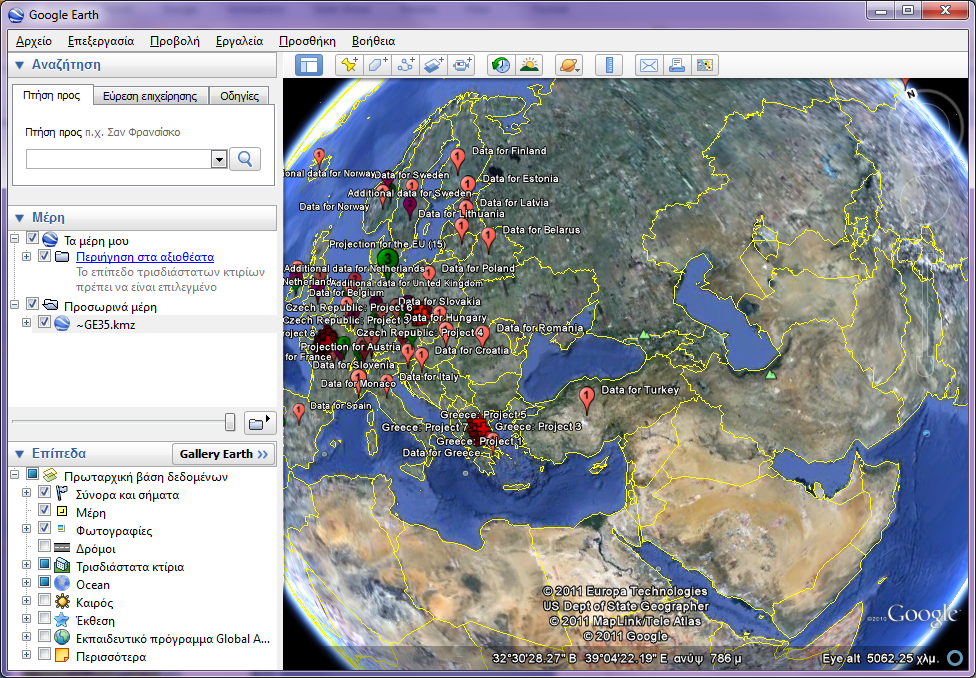 Google Earth
Αρχείο Επεξεργασία Προβολή Εργαλεία Προσθήκη Βοήθεια
Αναζήτηση
Πτήση προς Εύρεση επιχείρησης Οδηγίες
Πτήση προς π.χ. Σαν Φρανσίσκο
Μέρη
Τα μέρη μου
Περιήγηση στα αξιοθέατα
Το επίπεδο τρισδιάστατων κτιρίων
πρέπει να είναι επιλεγμένο
Προσωρινά μέρη
~GE35.kmz
Επίπεδα
Gallery Earth »
Πρωταρχική βάση δεδομένων
Σύνορα και σήματα
Μέρη
Φωτογραφίες
Δρόμοι
Τρισδιάστατα κτίρια
Ocean
Καιρός
Έκθεση
Εκπαιδευτικό πρόγραμμα Global A...
Περισσότερα
N
Data for Finland
ional data for Norway
Data for Sweden
Data for Estonia
Additional data for Sweden
Data for Latvia
Data for Norway
Data for Lithuania
Data for Belarus
Projection for the EU (15)
Additional data for Netherlands
Data for Poland
Netherland
Additional data for United Kingdom
Data for Belgium
Data for Slovakia
Czech Republic: Project 6
Data for Hungary
Czech Republic: Project 3
Data for Romania
roject 8
Czech Republic: Project 4
Projection for Austria
Data for Croatia
for France
Data for Slovenia
Data for Italy
Data for Monaco
Data for Turkey
Data for Spain
Greece: Project 5
Greece: Project 7
Greece: Project 3
Greece: Project 1
Data for Greece
© 2011 Europa Technologies
US Dept of State Geographer
© 2011 MapLink/Tele Atlas
© 2011 Google
©2010 Google
32°30'28.27" Β 39°04'22.19" Ε ανύψ 786 μ
Eye alt 5062.25 χλμ.